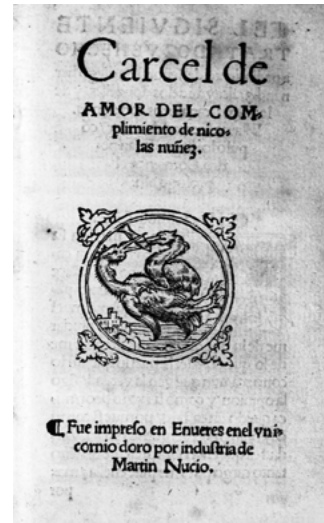 Carcel de
AMOR DEL COM-
plimiento de nico-
las nuñez.
¶ Fue impreso en Enueres enel vni-
cornio doro por industria de
Martin Nucio.